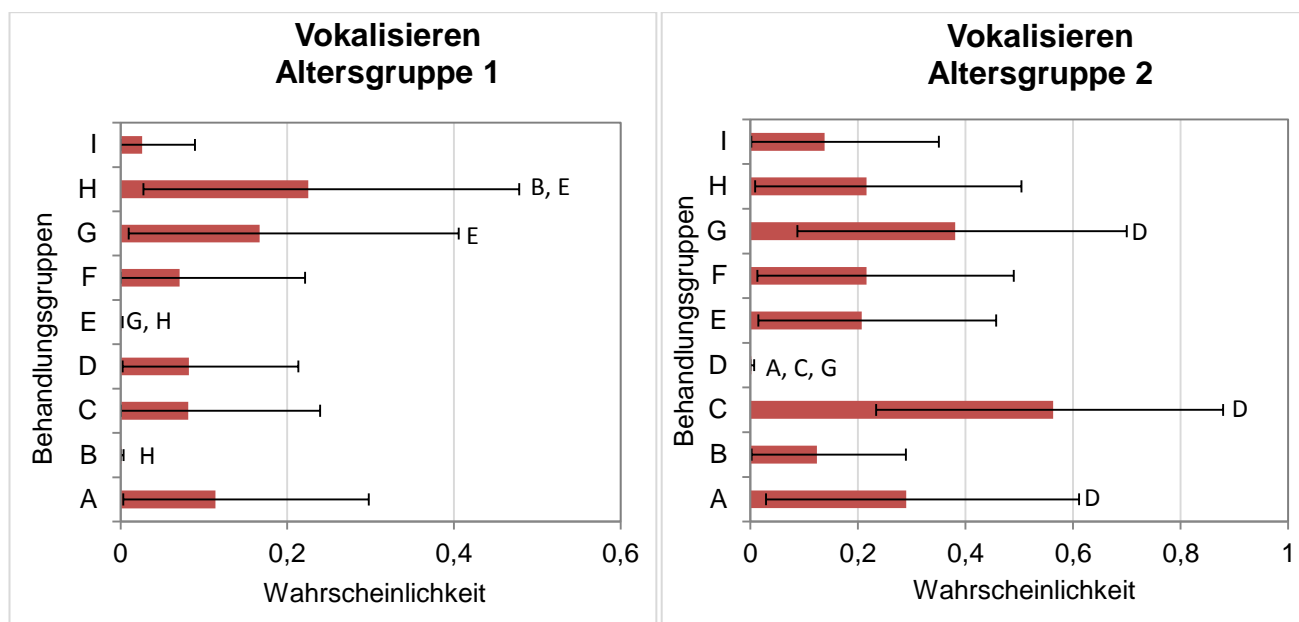 Vokalisieren
Altersgruppe 1
Behandlungsgruppen
I
H B, E
G E
F
E G, H
D
C
B H
A
0 0,2 0,4 0,6
Wahrscheinlichkeit
Vokalisieren
Altersgruppe 2
Behandlungsgruppen
I
H
G D
F
E
D A, C, G
C D
B
A D
0 0,2 0,4 0,6 0,8 1
Wahrscheinlichkeit